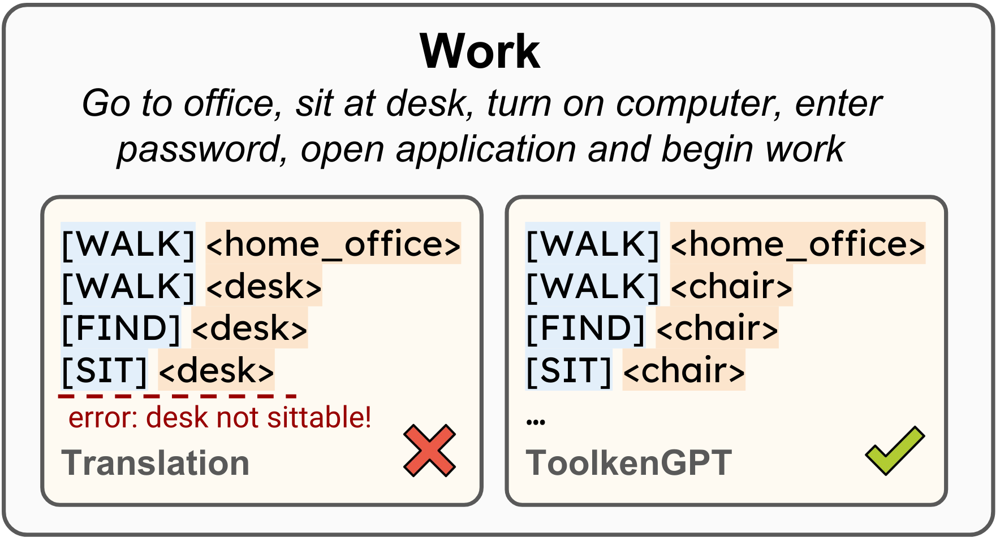 Work
Go to office, sit at desk, turn on computer, enter
password, open application and begin work
[WALK] <home_office>
[WALK] <desk>
[FIND] <desk>
[SIT] <desk>
error: desk not sittable!
Translation
[WALK] <home_office>
[WALK] <chair>
[FIND] <chair>
[SIT] <chair>
...
ToolkenGPT